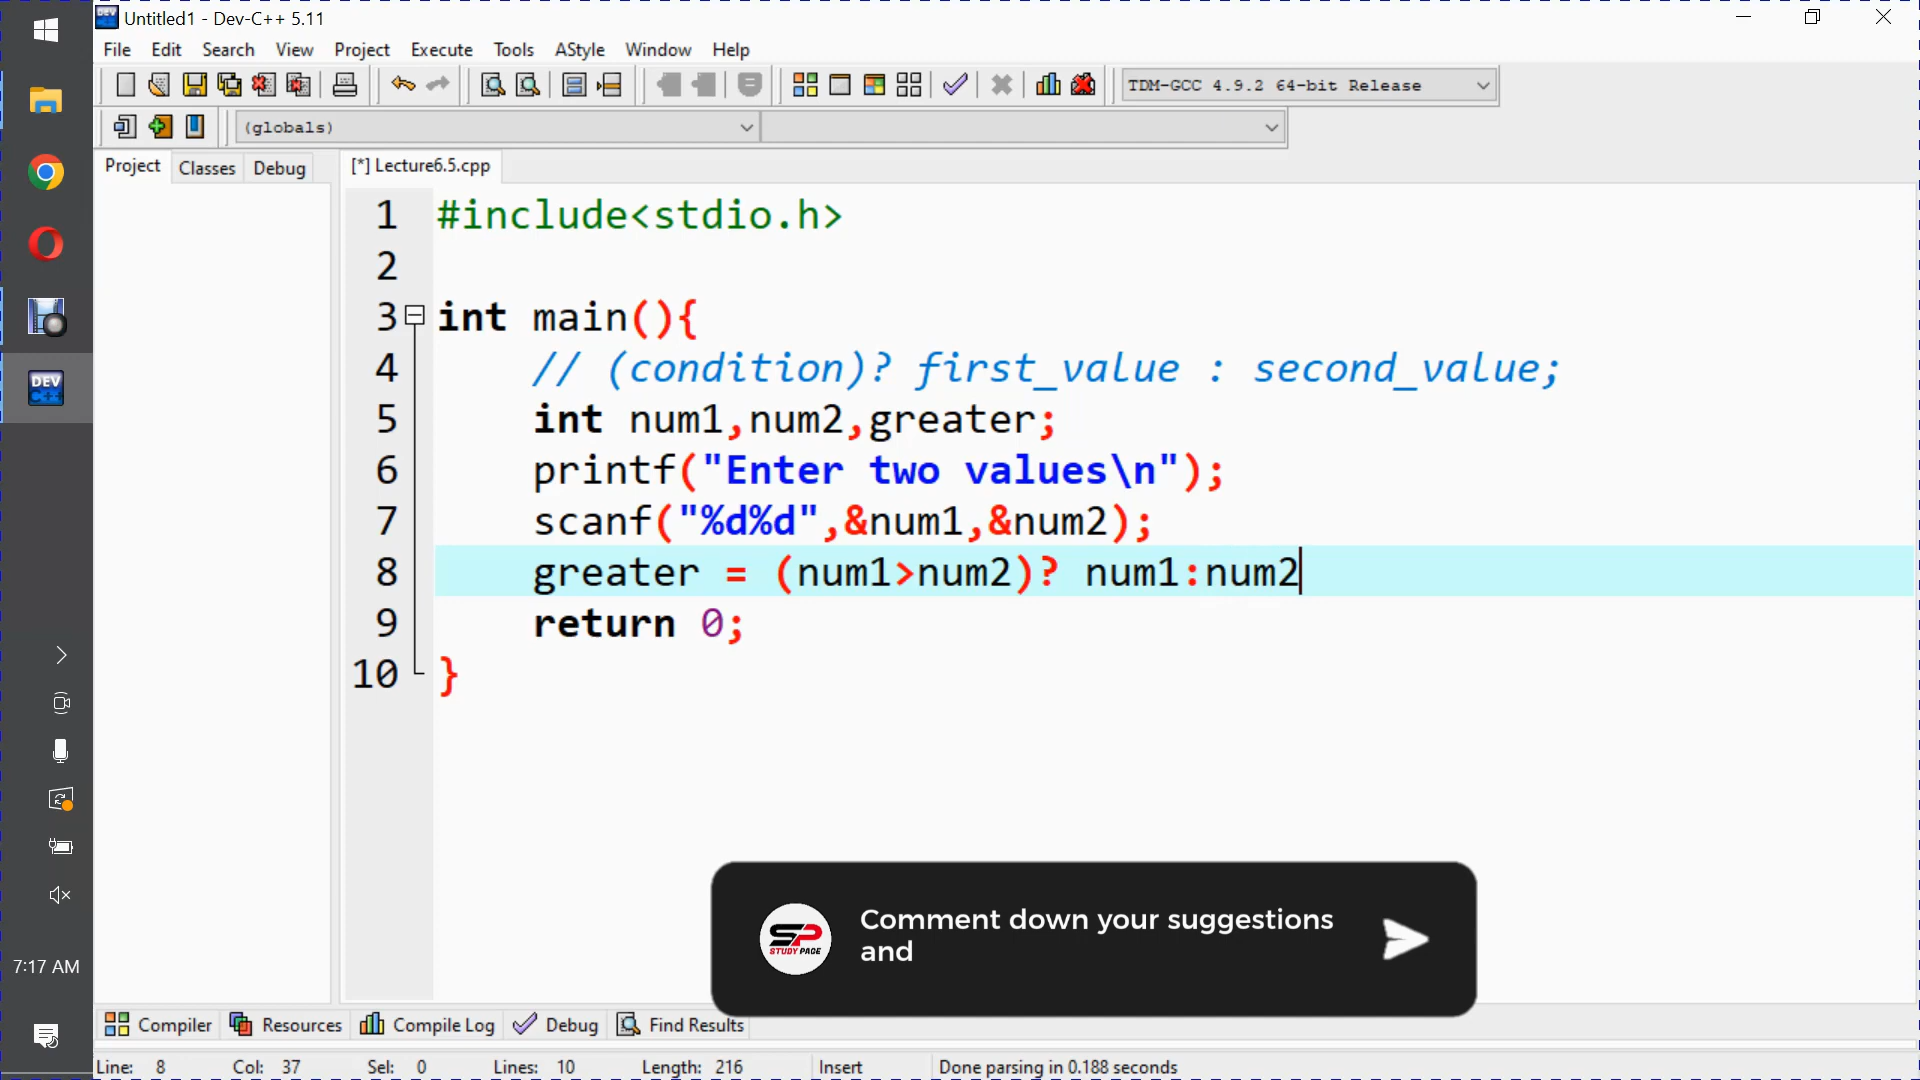 Untitled1 - Dev-C++ 5.11
File Edit Search View Project Execute Tools AStyle Window Help
TDM-GCC 4.9.2 64-bit Release
(globals)
Project Classes Debug
[*] Lecture6.5.cpp
1 #include<stdio.h>
2
3 int main(){
4 // (condition)? first_value : second_value;
5 int num1,num2,greater;
6 printf("Enter two values\n");
7 scanf("%d%d",&num1,&num2);
8 greater = (num1>num2)? num1:num2
9 return 0;
10 }
DEV C++
Comment down your suggestions
and
SP
STUDY PAGE
7:17 AM
Compiler Resources Compile Log Debug Find Results
Line: 8 Col: 37 Sel: 0 Lines: 10 Length: 216 Insert Done parsing in 0.188 seconds